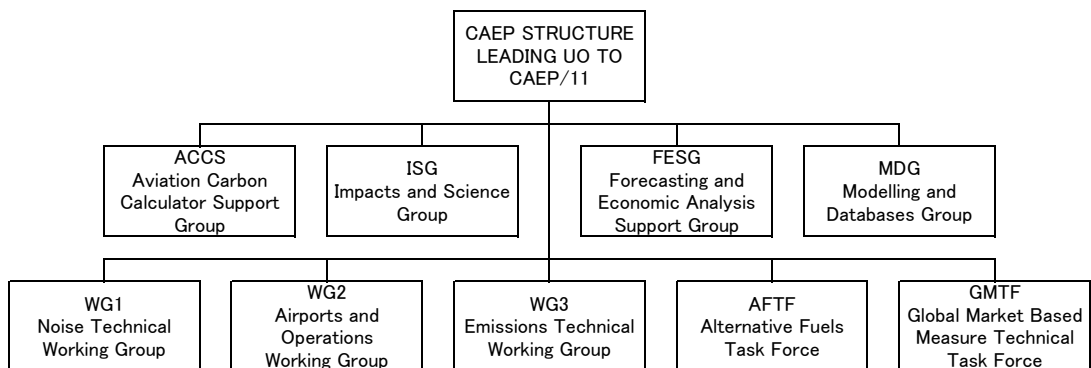 CAEP STRUCTURE
LEADING UO TO
CAEP/11
ACCS
Aviation Carbon
Calculator Support
Group
ISG
Impacts and Science
Group
FESG
Forecasting and
Economic Analysis
Support Group
MDG
Modelling and
Databases Group
WG1
Noise Technical
Working Group
WG2
Airports and
Operations
Working Group
WG3
Emissions Technical
Working Group
AFTF
Alternative Fuels
Task Force
GMTF
Global Market Based
Measure Technical
Task Force